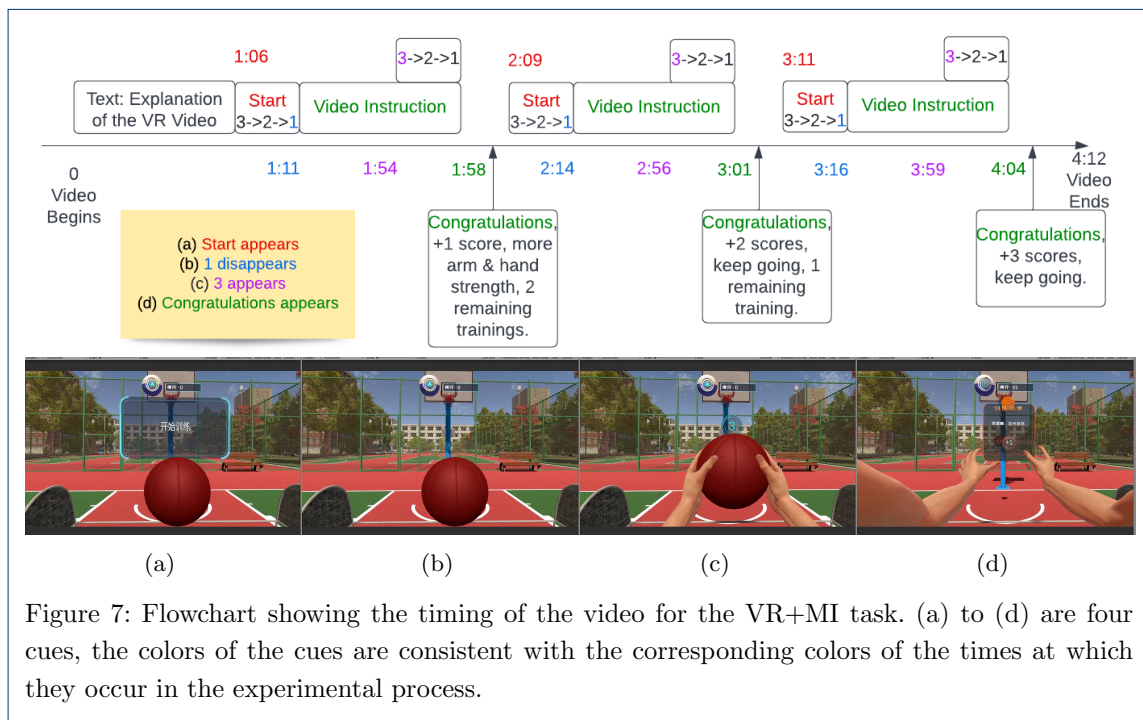 1:06
2:09
3:11
3->2->1
3->2->1
3->2->1
Text: Explanation
of the VR Video
Start
3->2->1
Video Instruction
Start
3->2->1
Video Instruction
Start
3->2->1
Video Instruction
0
Video
Begins
1:11
1:54
1:58
2:14
2:56
3:01
3:16
3:59
4:04
4:12
Video
Ends
(a) Start appears
(b) 1 disappears
(c) 3 appears
(d) Congratulations appears
Congratulations,
+1 score, more
arm & hand
strength, 2
remaining
trainings.
Congratulations,
+2 scores,
keep going, 1
remaining
training.
Congratulations,
+3 scores,
keep going.
开始训练
3
+1
(a)
(b)
(c)
(d)
Figure 7: Flowchart showing the timing of the video for the VR+MI task. (a) to (d) are four
cues, the colors of the cues are consistent with the corresponding colors of the times at which
they occur in the experimental process.